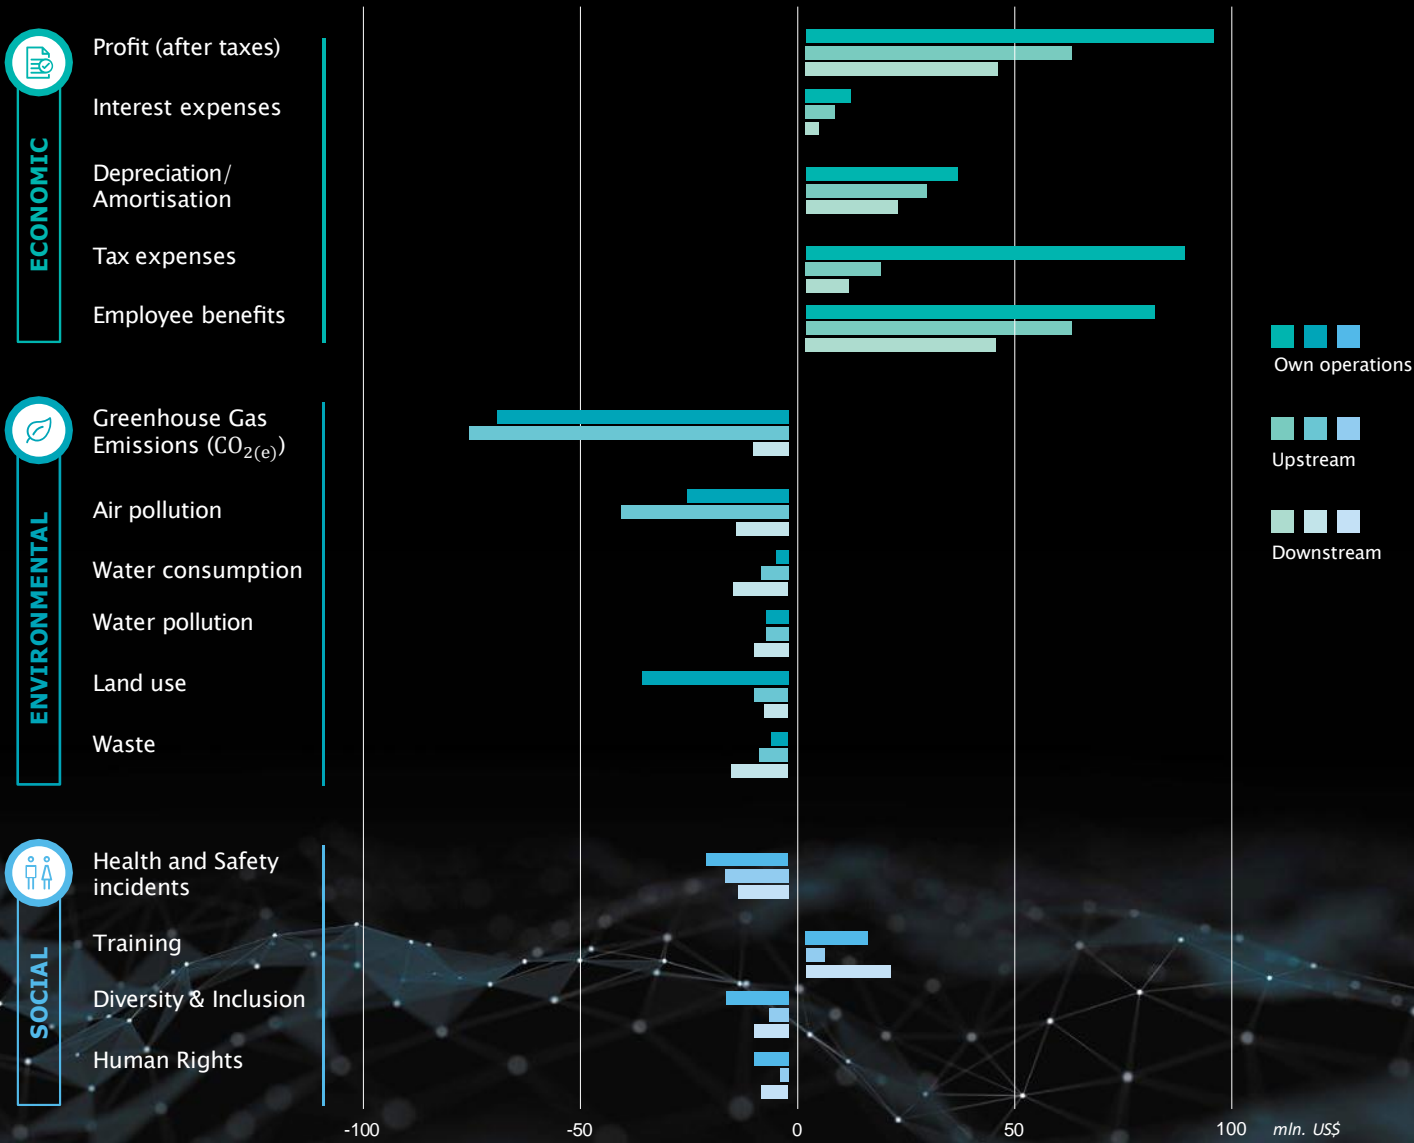 ECONOMIC
Profit (after taxes)
Interest expenses
Depreciation/
Amortisation
Tax expenses
Employee benefits
ENVIRONMENTAL
Greenhouse Gas
Emissions (CO₂₍ₑ₎)
Air pollution
Water consumption
Water pollution
Land use
Waste
SOCIAL
Health and Safety
incidents
Training
Diversity & Inclusion
Human Rights
Own operations
Upstream
Downstream
-100 -50 0 50 100 mln. US$